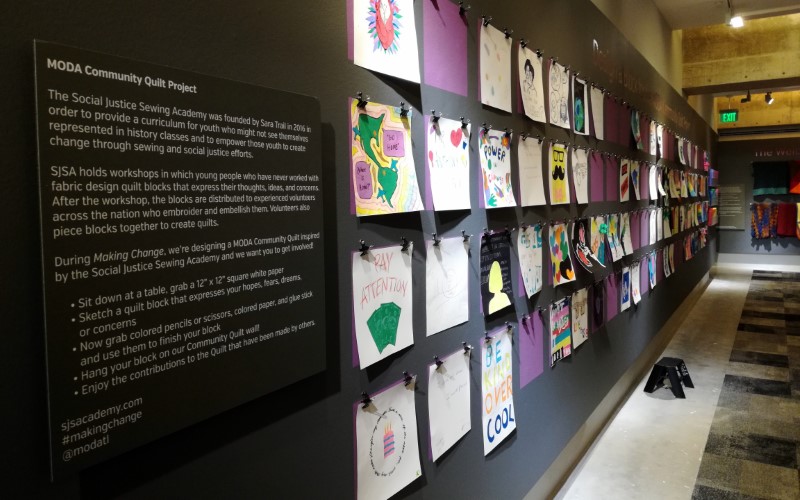 MODA Community Quilt Project
The Social Justice Sewing Academy was founded by Sara Trail in 2016 in
order to provide a curriculum for youth who might not see themselves
represented in history classes and to empower those youth to create
change through sewing and social justice efforts.
SJSA holds workshops in which young people who have never worked with
fabric design quilt blocks that express their thoughts, ideas, and concerns.
After the workshop, the blocks are distributed to experienced volunteers
across the nation who embroider and embellish them. Volunteers also
piece blocks together to create quilts.
During Making Change, we're designing a MODA Community Quilt inspired
by the Social Justice Sewing Academy and we want you to get involved!
• Sit down at a table, grab a 12" x 12" square white paper
• Sketch a quilt block that expresses your hopes, fears, dreams,
or concerns
• Now grab colored pencils or scissors, colored paper, and glue stick
and use them to finish your block
• Hang your block on our Community Quilt wall!
• Enjoy the contributions to the Quilt that have been made by others.
sjsacademy.com
#makingchange
@modatl
POWER
PAY
ATTENTION
BE
OVER
COOL
EXIT